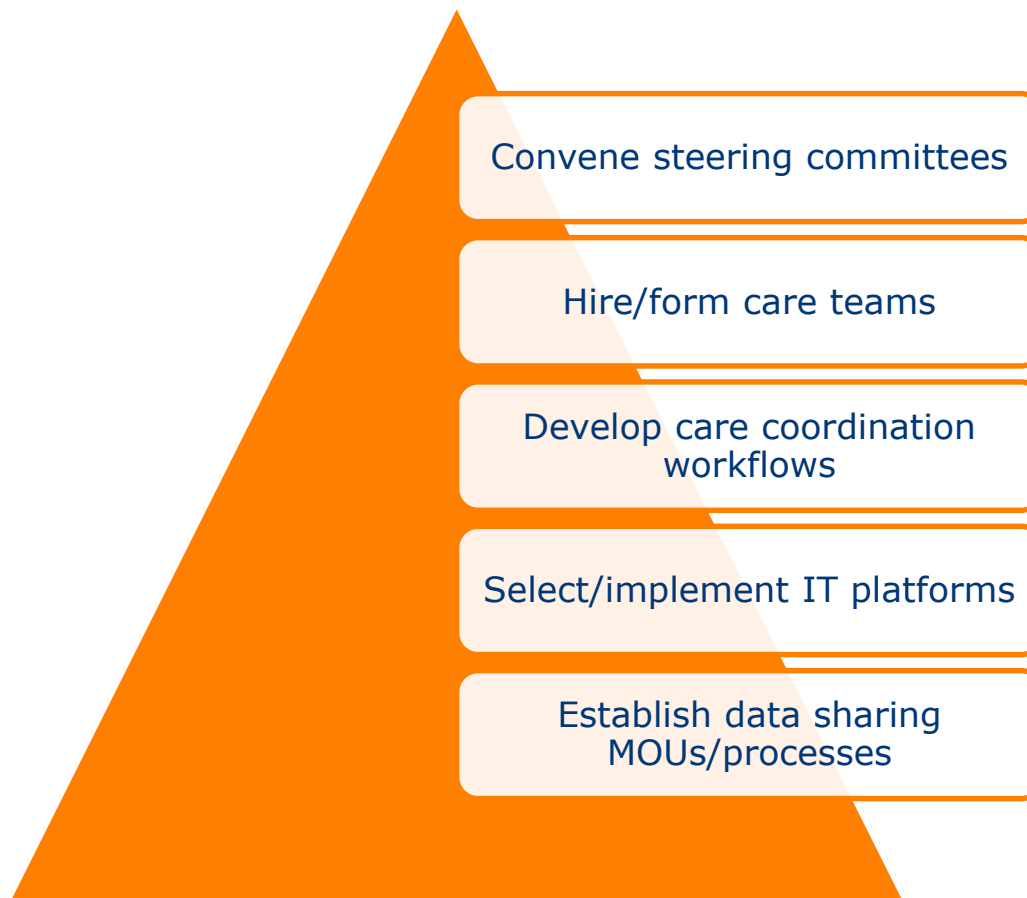 Convene steering committees
Hire/form care teams
Develop care coordination
workflows
Select/implement IT platforms
Establish data sharing
MOUs/processes